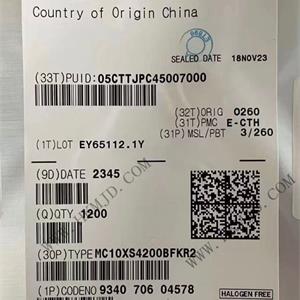 Country of Origin China
SEALED DATE 18NOV23
(33T)PUID:05CTTJPC45007000
(32T)ORIG 0260
(31T)PMC E-CTH
(31P) MSL/PBT 3/260
(1T)LOT EY65112.1Y
(9D)DATE 2345
(Q)QTY. 1200
(30P)TYPE MC10XS4200BFKR2
(1P)CODENO 9340 706 04578
HALOGEN FREE